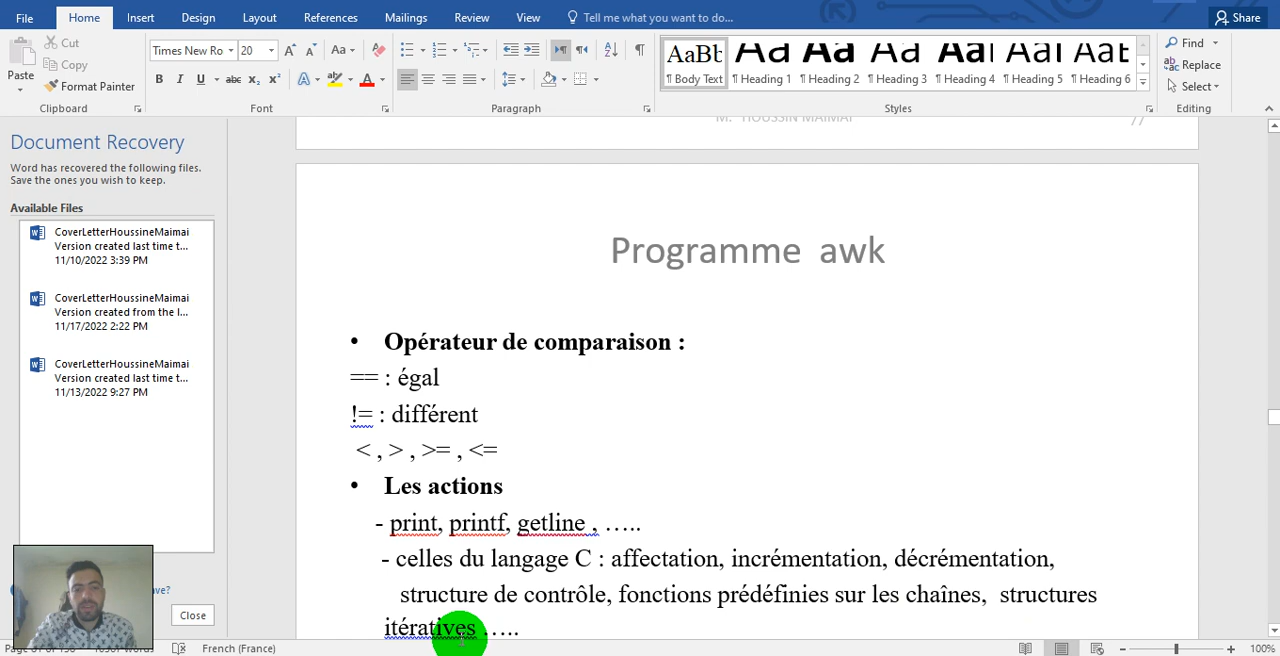 File Home Insert Design Layout References Mailings Review View Tell me what you want to do... Share
Cut
Copy
Format Painter
Paste
Clipboard
Times New Ro 20
Font
Paragraph
AaBb AaBb
¶ Body Text ¶ Heading 1 ¶ Heading 2 ¶ Heading 3 ¶ Heading 4 ¶ Heading 5 ¶ Heading 6
Styles
Find
Replace
Select
Editing
Document Recovery
Word has recovered the following files.
Save the ones you wish to keep.
Available Files
CoverLetterHoussineMaimai
Version created last time t...
11/10/2022 3:39 PM
CoverLetterHoussineMaimai
Version created from the l...
11/17/2022 2:22 PM
CoverLetterHoussineMaimai
Version created last time t...
11/13/2022 9:27 PM
Close
M. HOUSSIN MAIMAI 77
Programme awk
• Opérateur de comparaison :
== : égal
!= : différent
< , > , >= , <=
• Les actions
- print, printf, getline , …..
- celles du langage C : affectation, incrémentation, décrémentation,
structure de contrôle, fonctions prédéfinies sur les chaînes, structures
itératives …..
French (France)
100%